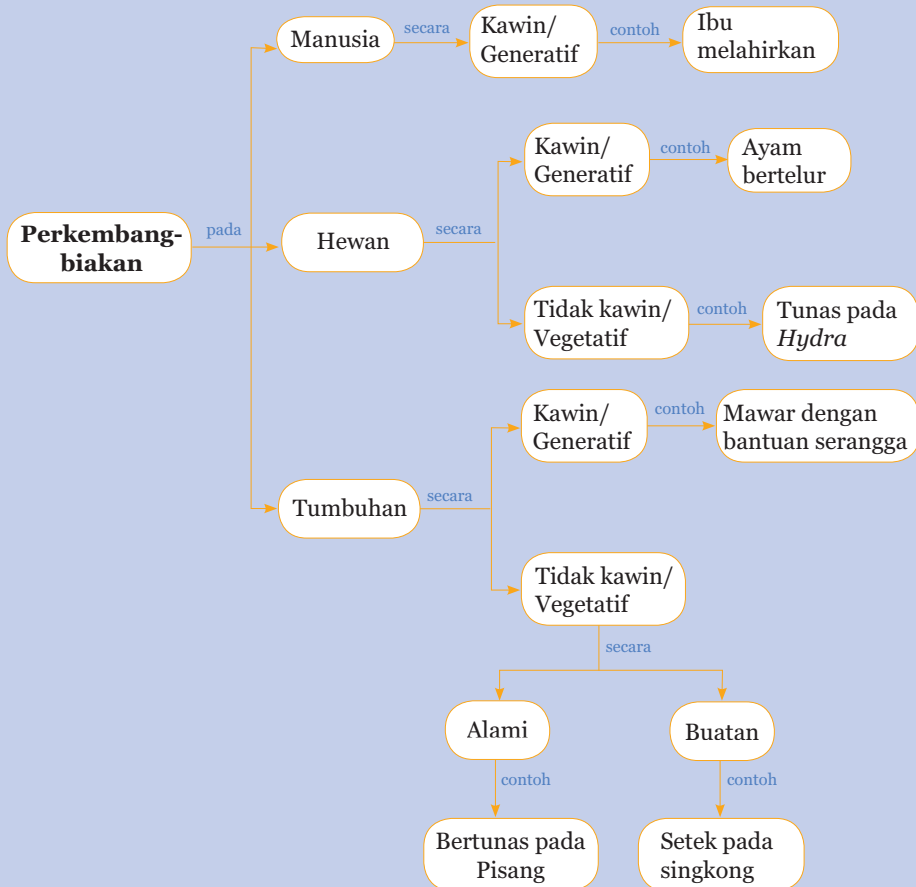 Perkembang-
biakan
pada
Manusia
secara
Kawin/
Generatif
contoh
Ibu
melahirkan
Hewan
secara
Kawin/
Generatif
contoh
Ayam
bertelur
Tidak kawin/
Vegetatif
contoh
Tunas pada
Hydra
Tumbuhan
secara
Kawin/
Generatif
contoh
Mawar dengan
bantuan serangga
Tidak kawin/
Vegetatif
secara
Alami
contoh
Bertunas pada
Pisang
Buatan
contoh
Setek pada
singkong